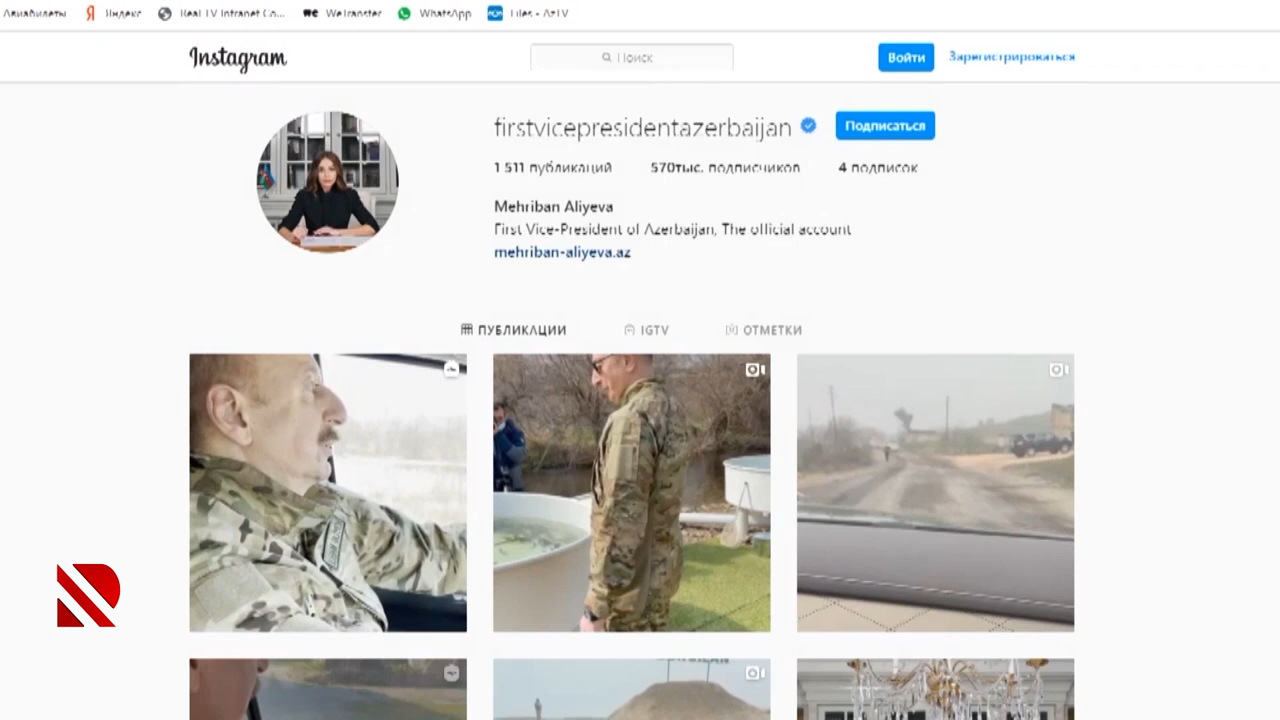 Авиабилеты Яндекс Real TV Intranet Co... WeTransfer WhatsApp Files - AzTV
Instagram
Поиск
Войти
Зарегистрироваться
firstvicepresidentazerbaijan
Подписаться
1 511 публикаций 570тыс. подписчиков 4 подписок
Mehriban Aliyeva
First Vice-President of Azerbaijan, The official account
mehriban-aliyeva.az
ПУБЛИКАЦИИ IGTV ОТМЕТКИ